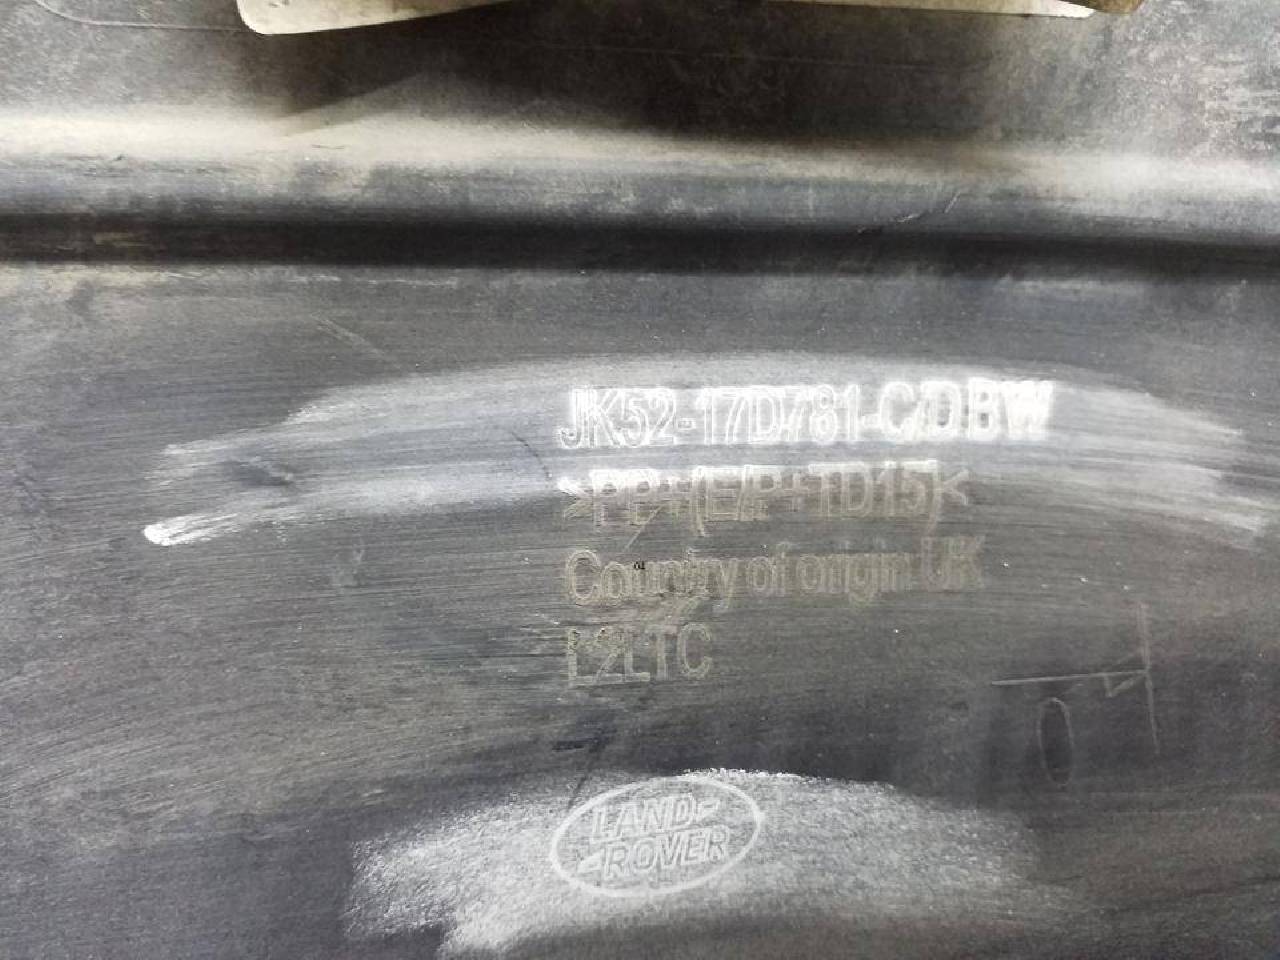 JK52-17D781-C/D BW
>PP+(E/P+TD15)<
Country of origin UK
L2LTC
LAND
ROVER